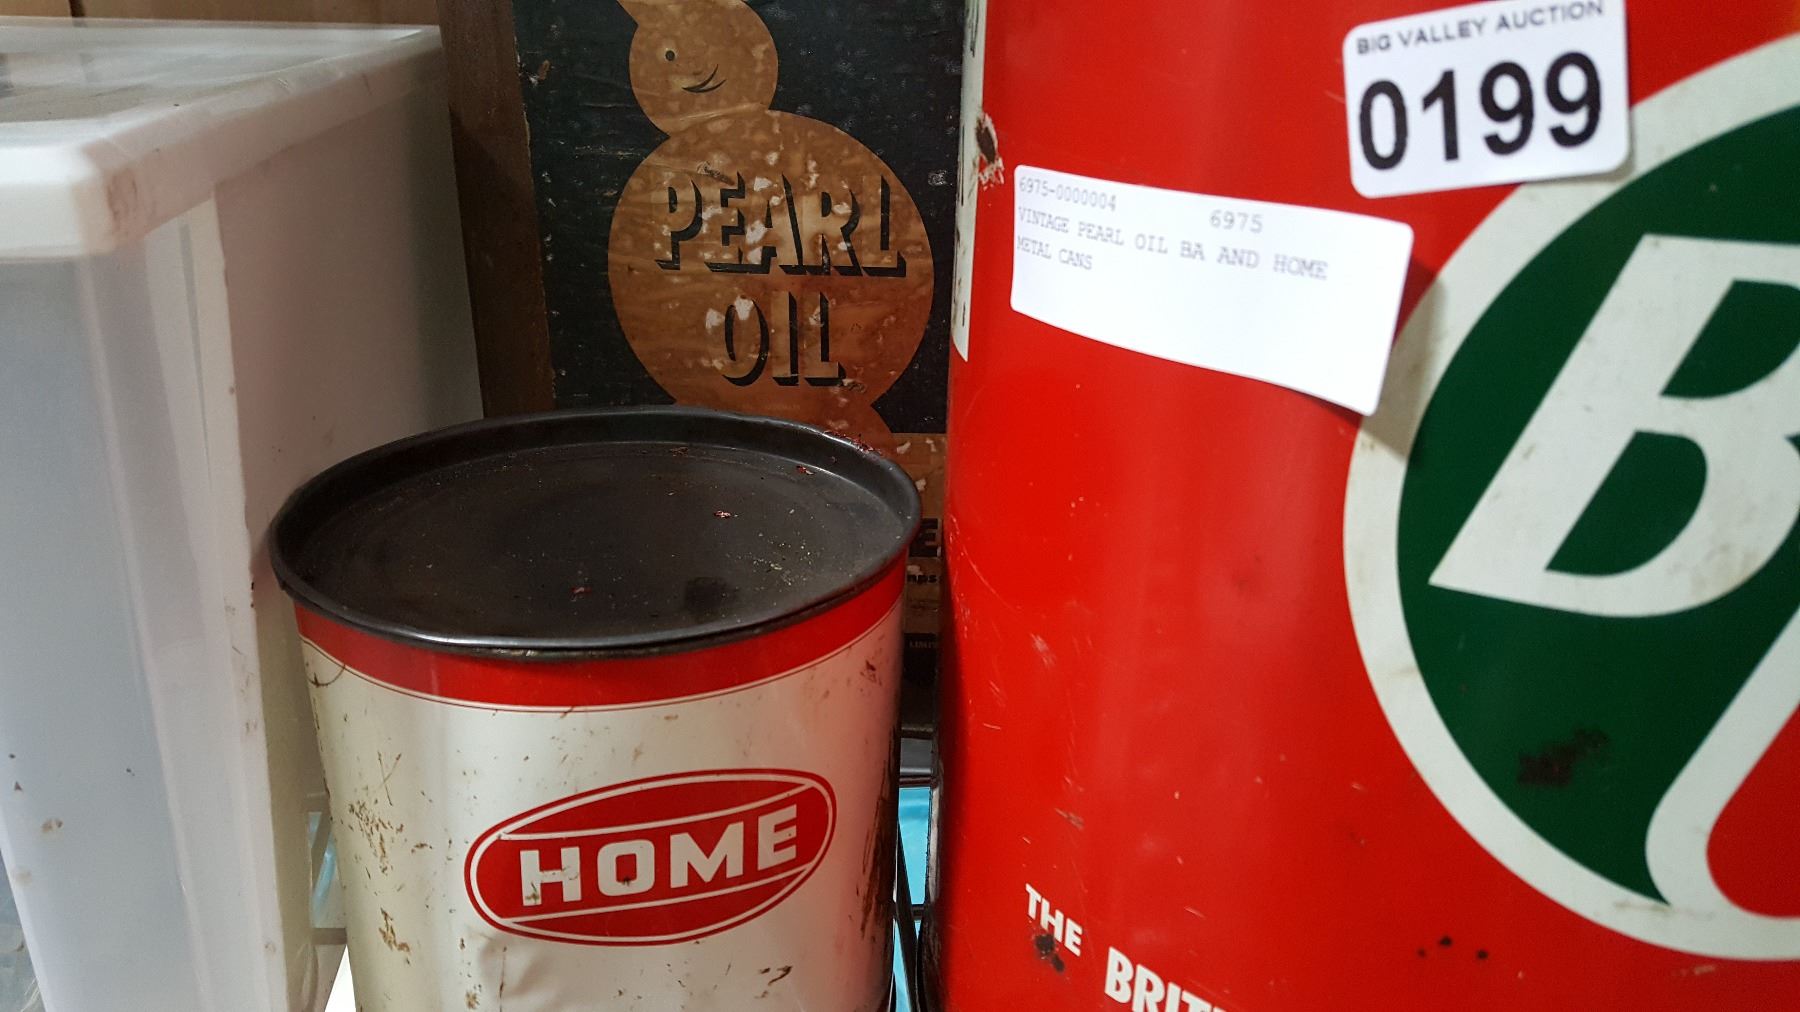 BIG VALLEY AUCTION
0199
6975-0000004 6975
VINTAGE PEARL OIL BA AND HOME
METAL CANS
PEARL
OIL
HOME
B
THE